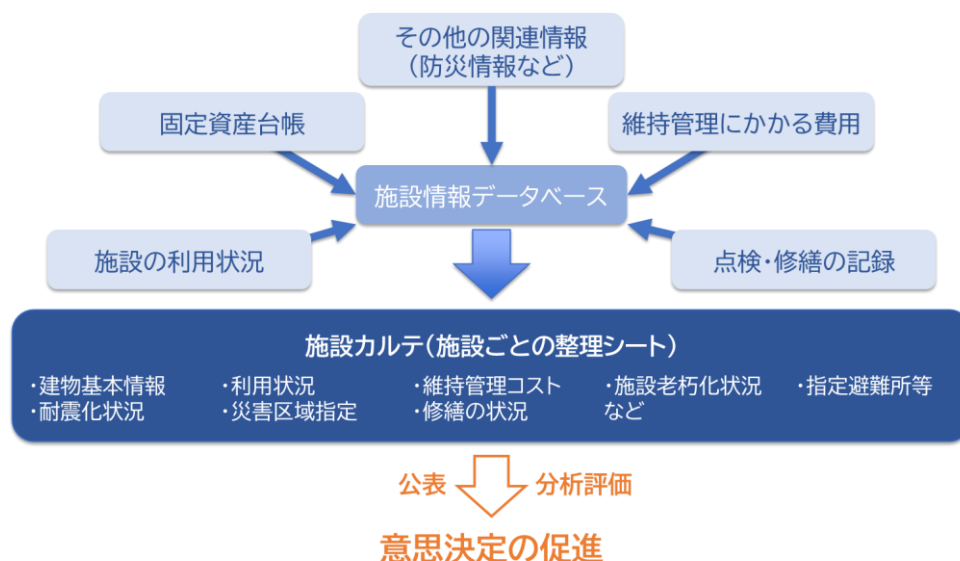 その他の関連情報
（防災情報など）
固定資産台帳
維持管理にかかる費用
施設情報データベース
施設の利用状況
点検・修繕の記録
施設カルテ（施設ごとの整理シート）
・建物基本情報 ・利用状況 ・維持管理コスト ・施設老朽化状況 ・指定避難所等
・耐震化状況 ・災害区域指定 ・修繕の状況 など
公表 分析評価
意思決定の促進